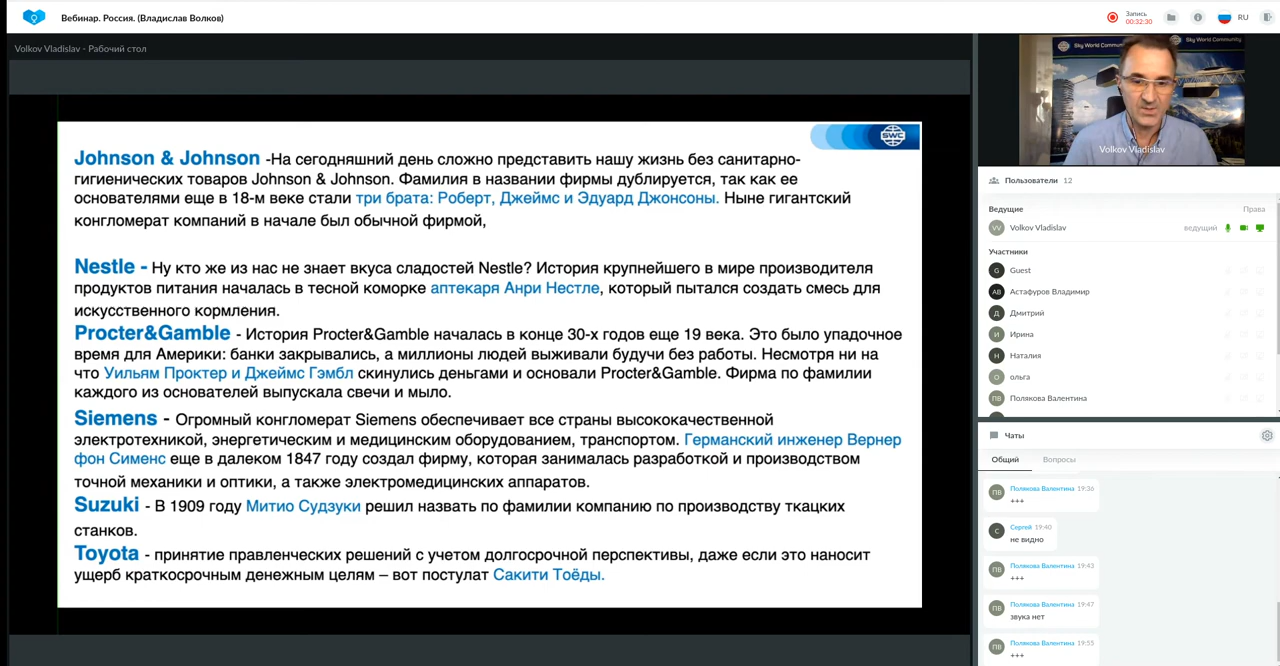 Вебинар. Россия. (Владислав Волков)
Запись
00:32:30
RU
Volkov Vladislav - Рабочий стол
SWC
Johnson & Johnson -На сегодняшний день сложно представить нашу жизнь без санитарно-
гигиенических товаров Johnson & Johnson. Фамилия в названии фирмы дублируется, так как ее
основателями еще в 18-м веке стали три брата: Роберт, Джеймс и Эдуард Джонсоны. Ныне гигантский
конгломерат компаний в начале был обычной фирмой,
Nestle - Ну кто же из нас не знает вкуса сладостей Nestle? История крупнейшего в мире производителя
продуктов питания началась в тесной коморке аптекаря Анри Нестле, который пытался создать смесь для
искусственного кормления.
Procter&Gamble - История Procter&Gamble началась в конце 30-х годов еще 19 века. Это было упадочное
время для Америки: банки закрывались, а миллионы людей выживали будучи без работы. Несмотря ни на
что Уильям Проктер и Джеймс Гэмбл скинулись деньгами и основали Procter&Gamble. Фирма по фамилии
каждого из основателей выпускала свечи и мыло.
Siemens - Огромный конгломерат Siemens обеспечивает все страны высококачественной
электротехникой, энергетическим и медицинским оборудованием, транспортом. Германский инженер Вернер
фон Сименс еще в далеком 1847 году создал фирму, которая занималась разработкой и производством
точной механики и оптики, а также электромедицинских аппаратов.
Suzuki - В 1909 году Митио Судзуки решил назвать по фамилии компанию по производству ткацких
станков.
Toyota - принятие правленческих решений с учетом долгосрочной перспективы, даже если это наносит
ущерб краткосрочным денежным целям – вот постулат Сакити Тоёды.
Sky World Community
Volkov Vladislav
Пользователи 12
Ведущие Права
VV Volkov Vladislav ведущий
Участники
G Guest
АВ Астафуров Владимир
Д Дмитрий
И Ирина
Н Наталия
О ольга
ПВ Полякова Валентина
Чаты
Общий Вопросы
ПВ Полякова Валентина 19:36
+++
С Сергей 19:40
не видно
ПВ Полякова Валентина 19:43
+++
ПВ Полякова Валентина 19:47
звука нет
ПВ Полякова Валентина 19:55
+++